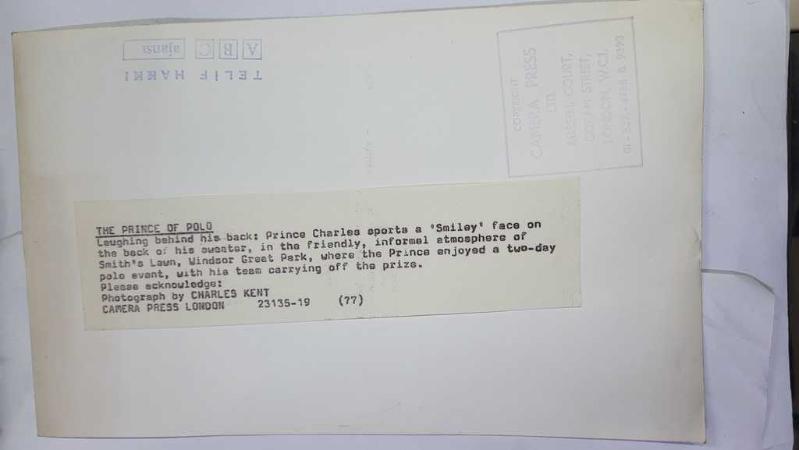 A B C
ajansı
TELİF HAKKI
COPYRIGHT
CAMERA PRESS
LTD
LONDON, W.C.1.
THE PRINCE OF POLO
Laughing behind his back: Prince Charles sports a 'Smiley' face on
the back of his sweater, in the friendly, informal atmosphere of
Smith's Lawn, Windsor Great Park, where the Prince enjoyed a two-day
polo event, with his team carrying off the prize.
Please acknowledge:
Photograph by CHARLES KENT
CAMERA PRESS LONDON 23135-19 (77)